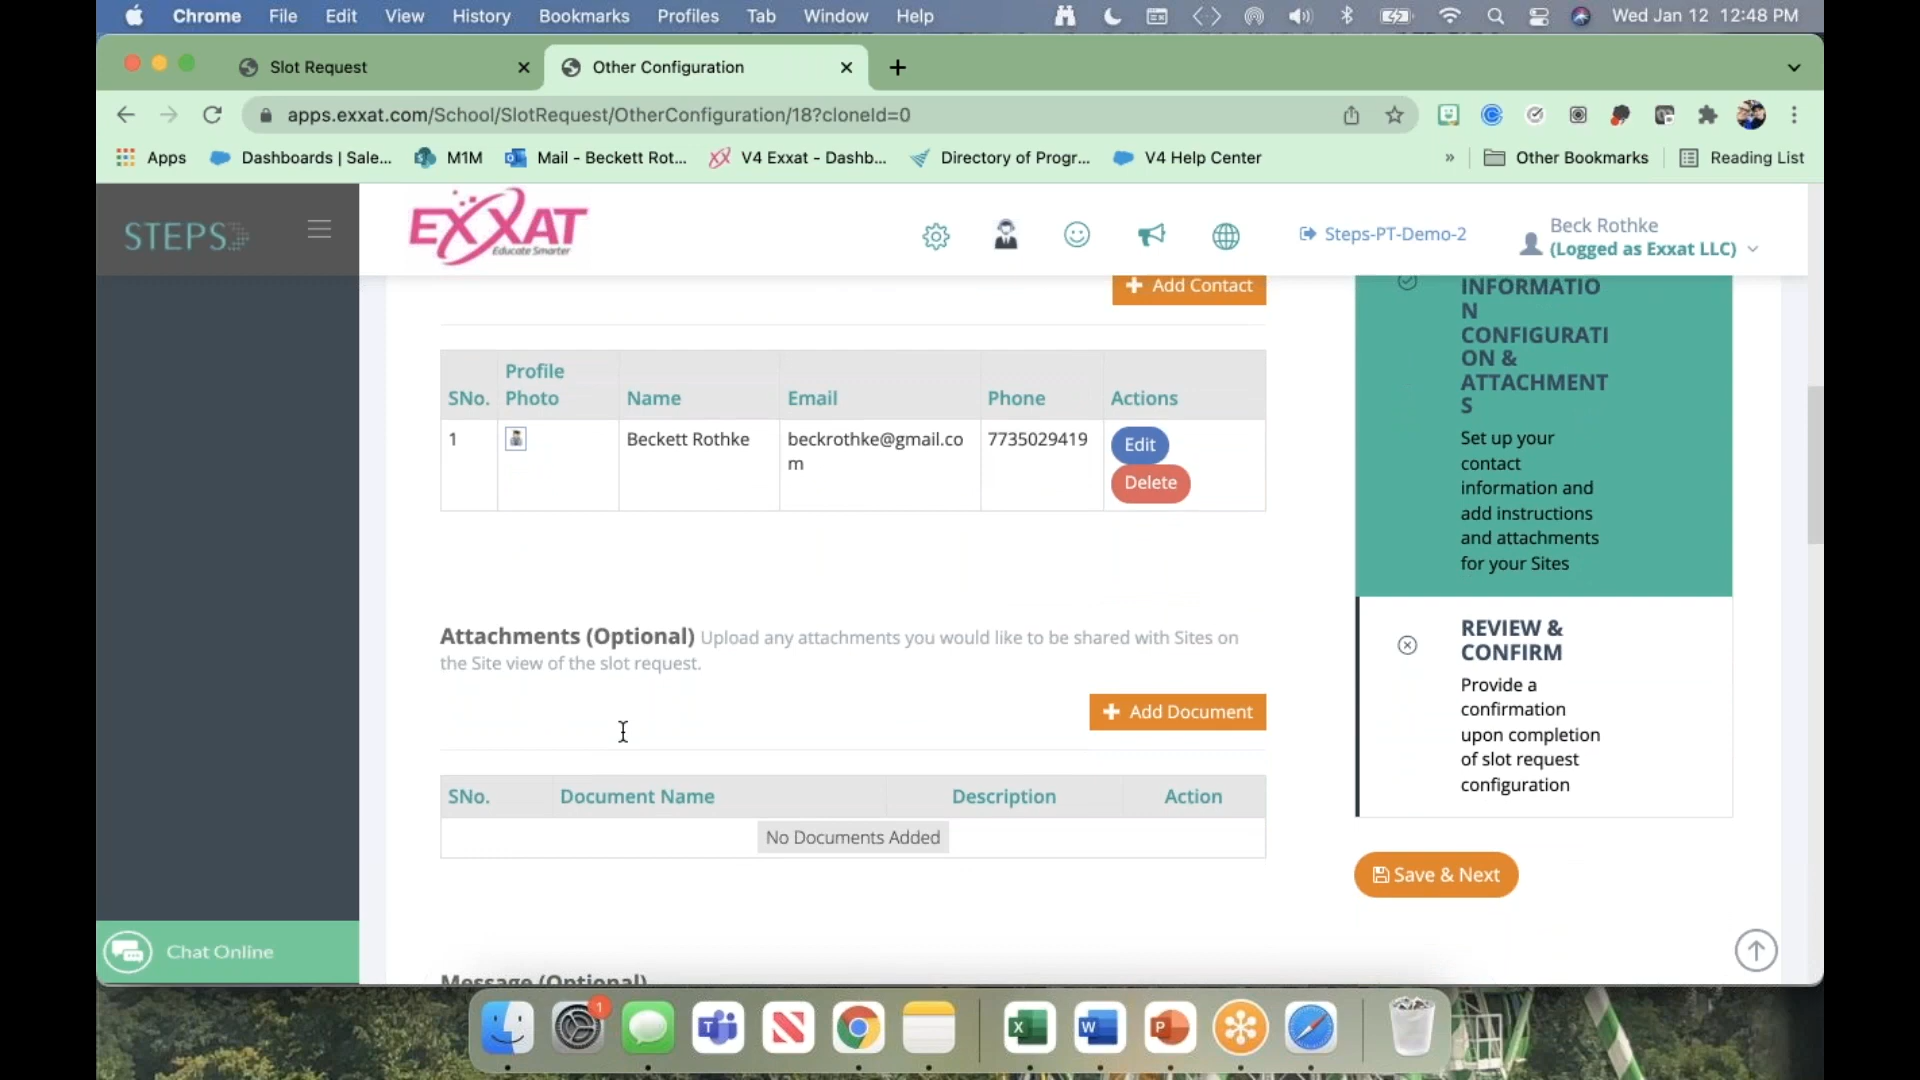 Chrome File Edit View History Bookmarks Profiles Tab Window Help Wed Jan 12 12:48 PM
Slot Request
Other Configuration
apps.exxat.com/School/SlotRequest/OtherConfiguration/18?cloneId=0
Apps Dashboards | Sale... M1M Mail - Beckett Rot... V4 Exxat - Dashb... Directory of Progr... V4 Help Center » Other Bookmarks Reading List
STEPS
EXXAT
Educate Smarter
Steps-PT-Demo-2
Beck Rothke
(Logged as Exxat LLC)
+ Add Contact
SNo. Profile Photo Name Email Phone Actions
1 Beckett Rothke beckrothke@gmail.co 7735029419 Edit
m
Delete
Attachments (Optional) Upload any attachments you would like to be shared with Sites on
the Site view of the slot request.
+ Add Document
SNo. Document Name Description Action
No Documents Added
Message (Optional)
INFORMATIO
N
CONFIGURATI
ON &
ATTACHMENT
S
Set up your
contact
information and
add instructions
and attachments
for your Sites
REVIEW &
CONFIRM
Provide a
confirmation
upon completion
of slot request
configuration
Save & Next
Chat Online
1